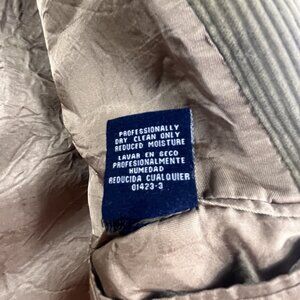 PROFESSIONALLY
DRY CLEAN ONLY
REDUCED MOISTURE
LAVAR EN SECO
PROFESIONALMENTE
HUMEDAD
REDUCIDA CUALQUIER
01423-3